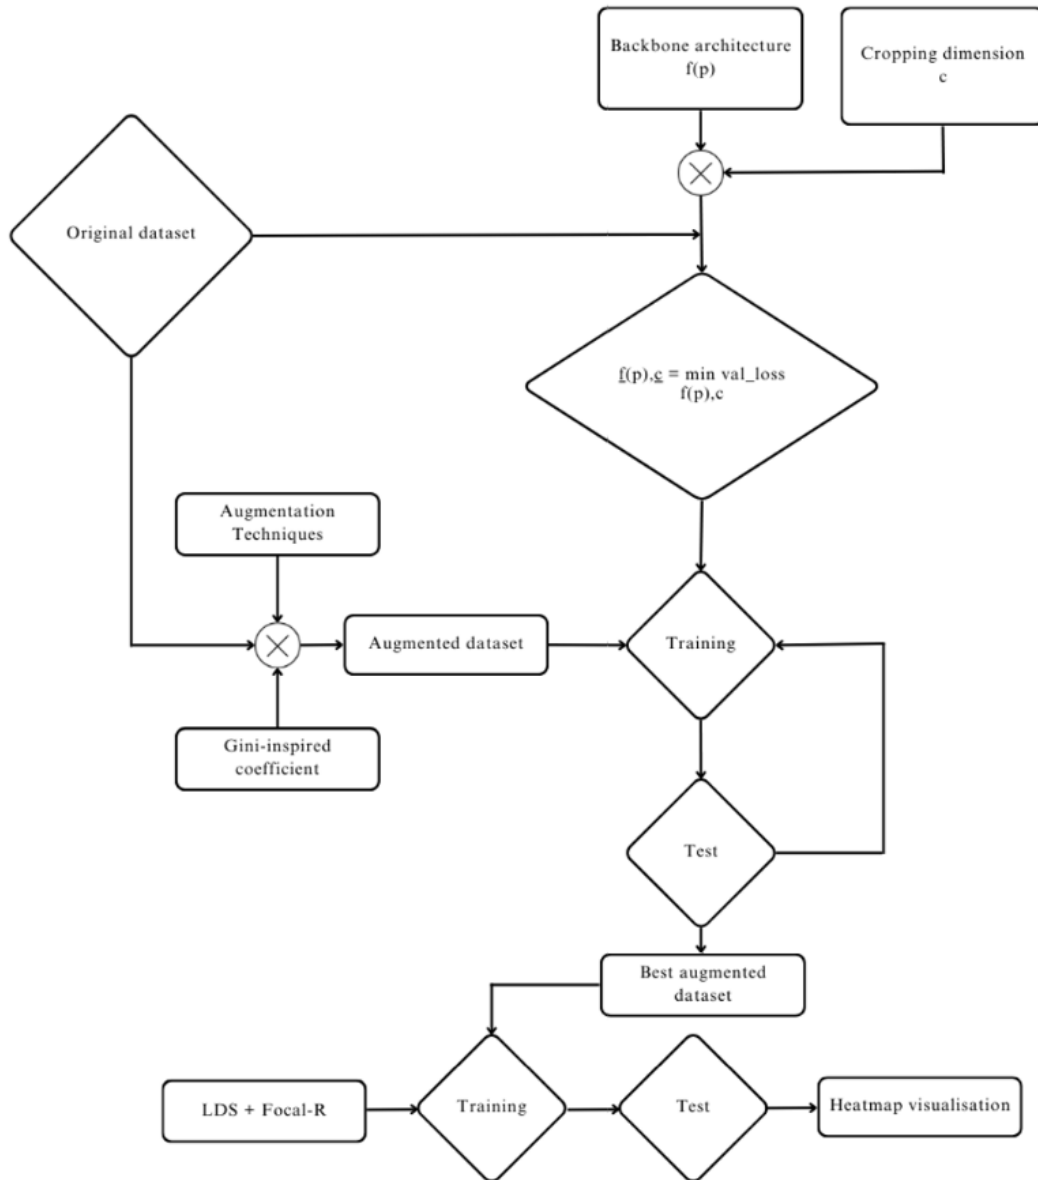 Backbone architecture
f(p)
Cropping dimension
c
Original dataset
f(p),c = min val_loss
f(p),c
Augmentation
Techniques
Augmented dataset
Training
Gini-inspired
coefficient
Test
Best augmented
dataset
LDS + Focal-R
Training
Test
Heatmap visualisation